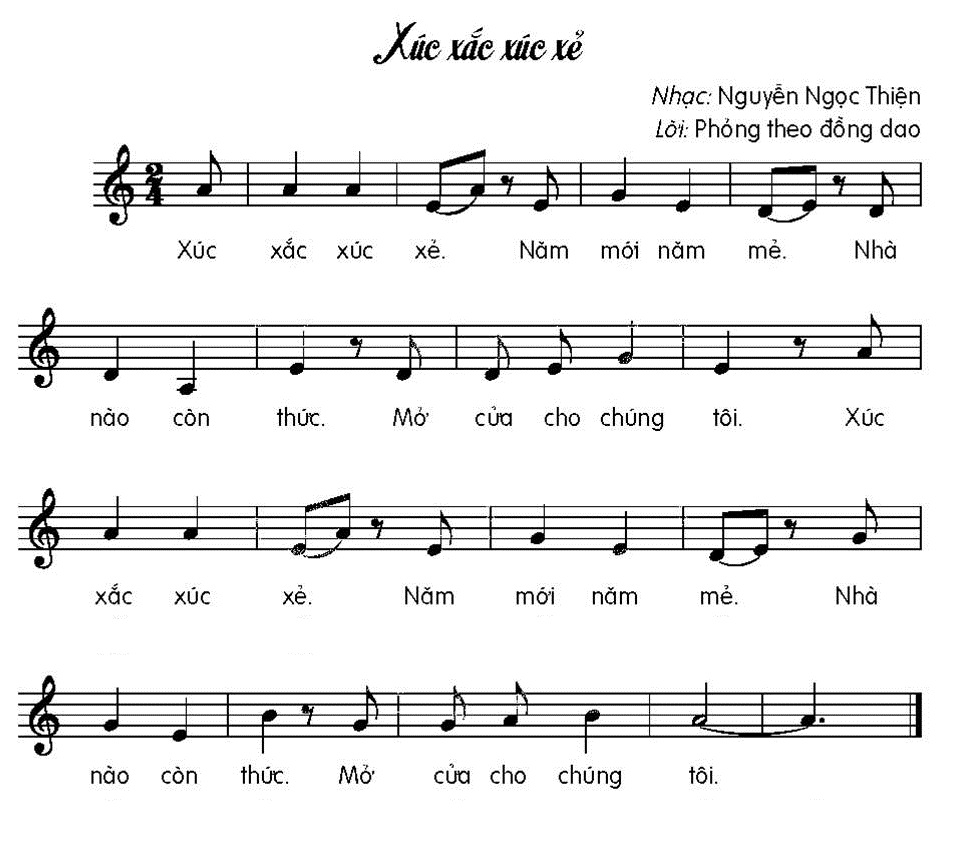 Xúc xắc xúc xẻ
Nhạc: Nguyễn Ngọc Thiện
Lời: Phỏng theo đồng dao
2
4
Xúc xắc xúc xẻ. Năm mới năm mẻ. Nhà
nào còn thức. Mở cửa cho chúng tôi. Xúc
xắc xúc xẻ. Năm mới năm mẻ. Nhà
nào còn thức. Mở cửa cho chúng tôi.